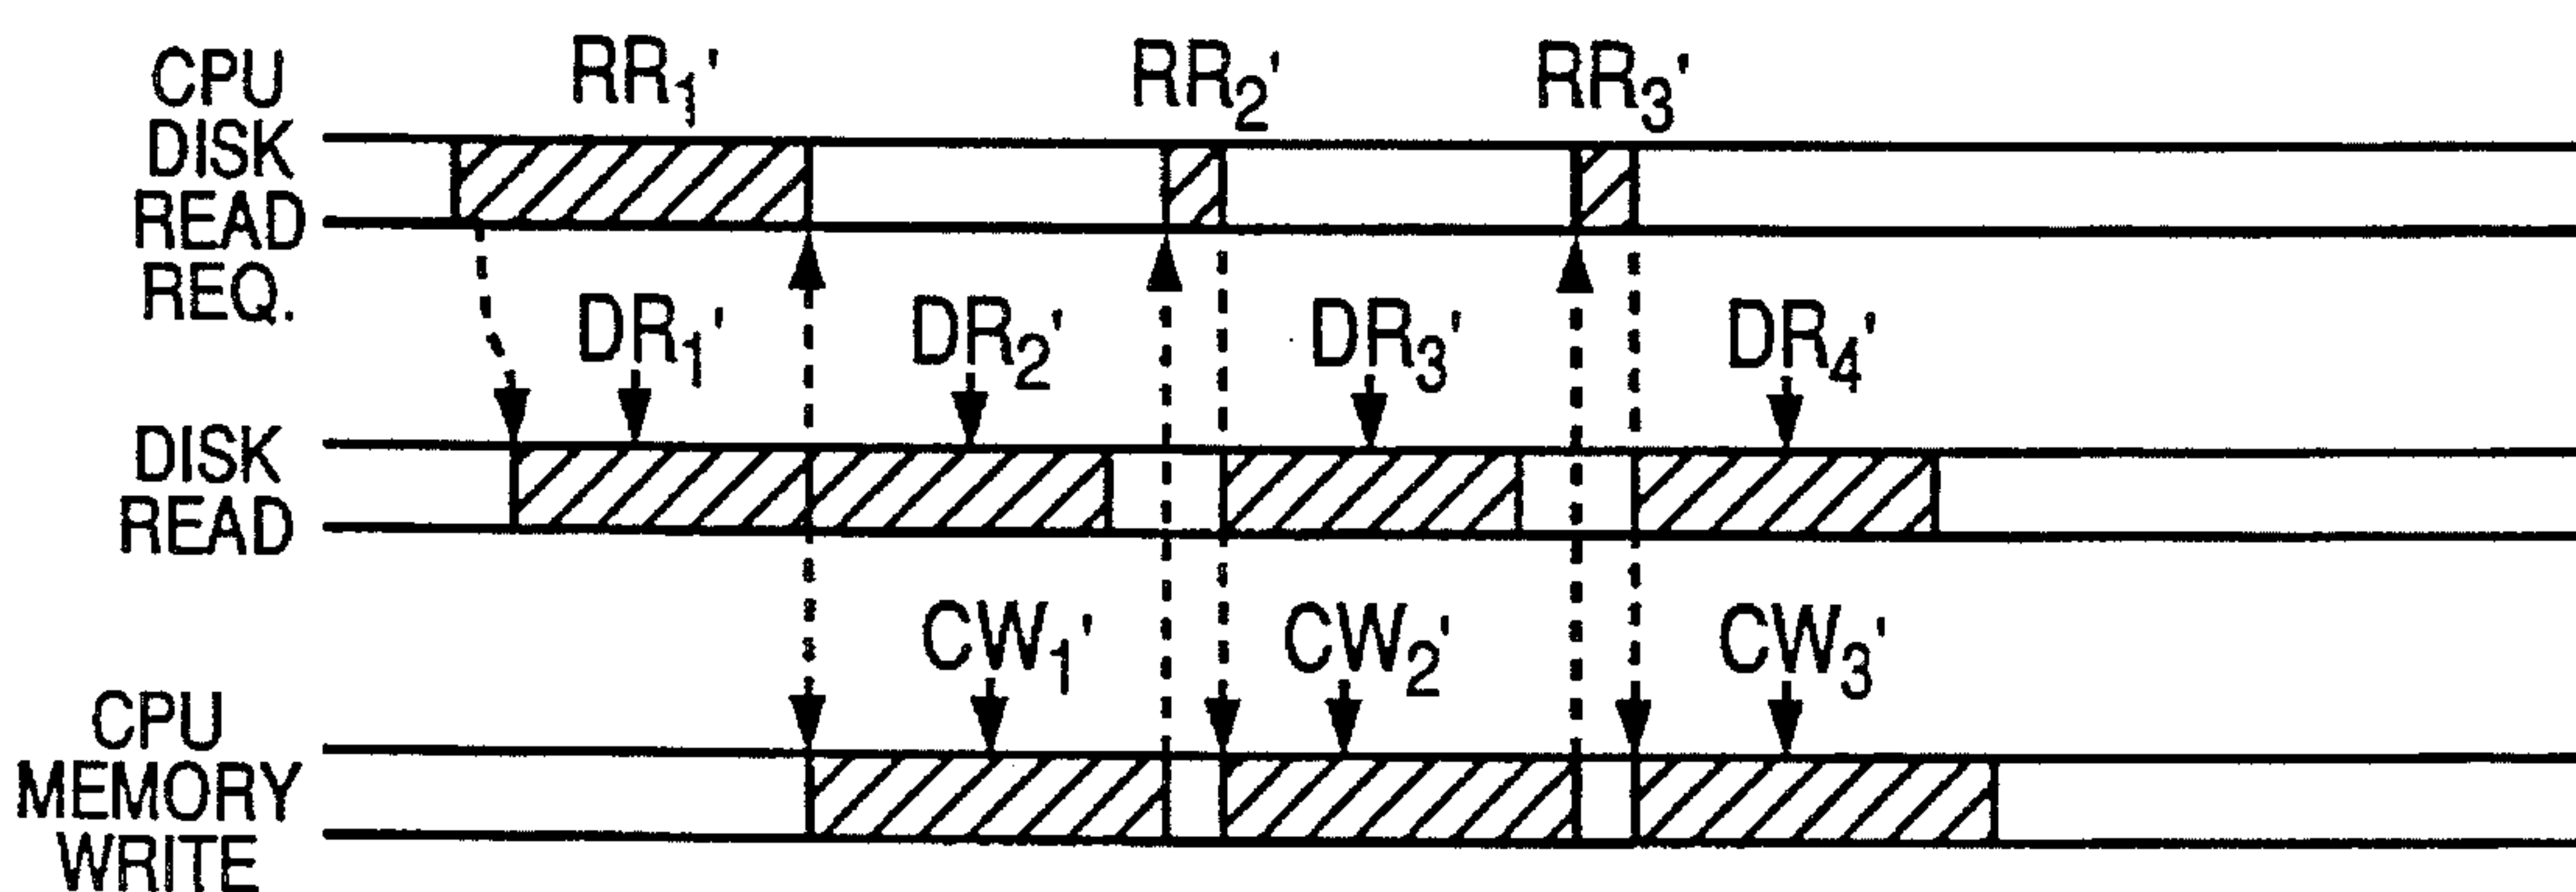 RR₁' RR₂' RR₃'
CPU
DISK
READ
REQ.
DR₁' DR₂' DR₃' DR₄'
DISK
READ
CW₁' CW₂' CW₃'
CPU
MEMORY
WRITE